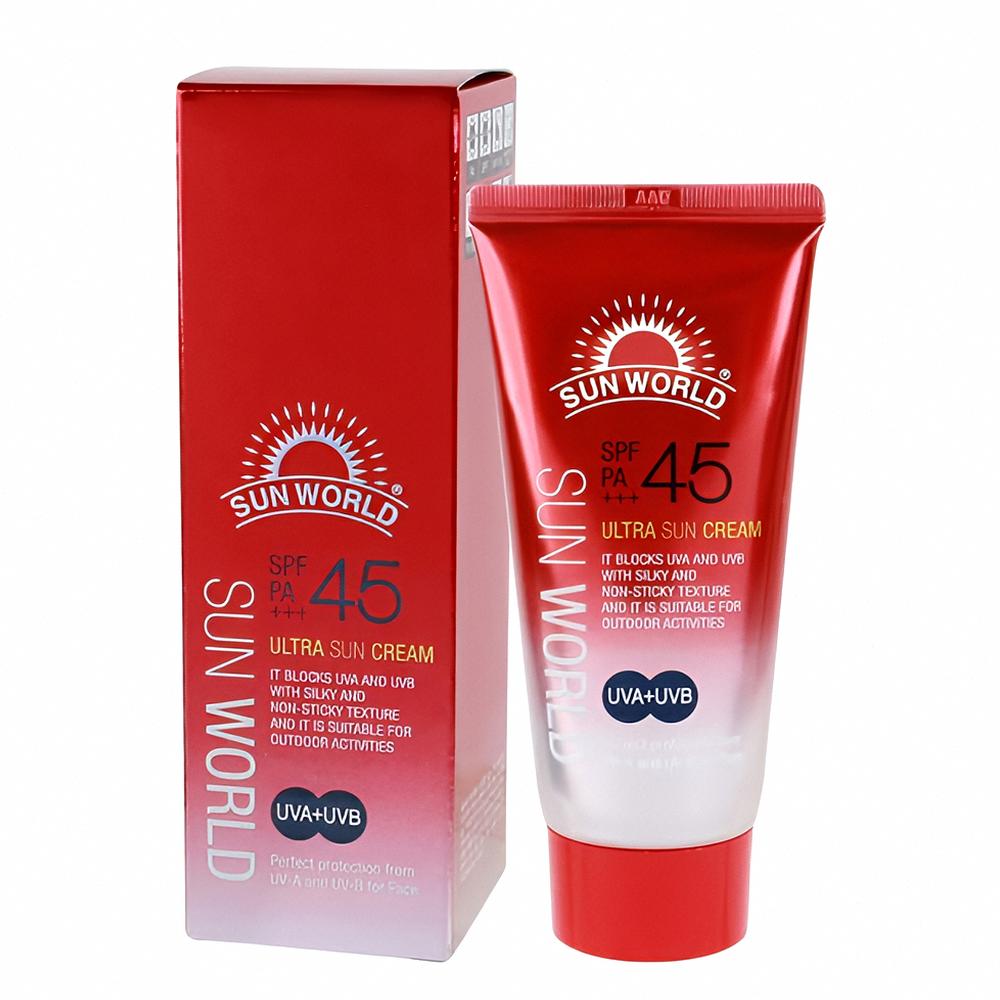 SUN WORLD
SPF
PA
+++
45
ULTRA SUN CREAM
IT BLOCKS UVA AND UVB
WITH SILKY AND
NON-STICKY TEXTURE
AND IT IS SUITABLE FOR
OUTDOOR ACTIVITIES
UVA+UVB
Perfect protection from
UV-A and UV-B for Face
SUN WORLD
SUN WORLD
SPF
PA
+++
45
ULTRA SUN CREAM
IT BLOCKS UVA AND UVB
WITH SILKY AND
NON-STICKY TEXTURE
AND IT IS SUITABLE FOR
OUTDOOR ACTIVITIES
UVA+UVB
SUN WORLD